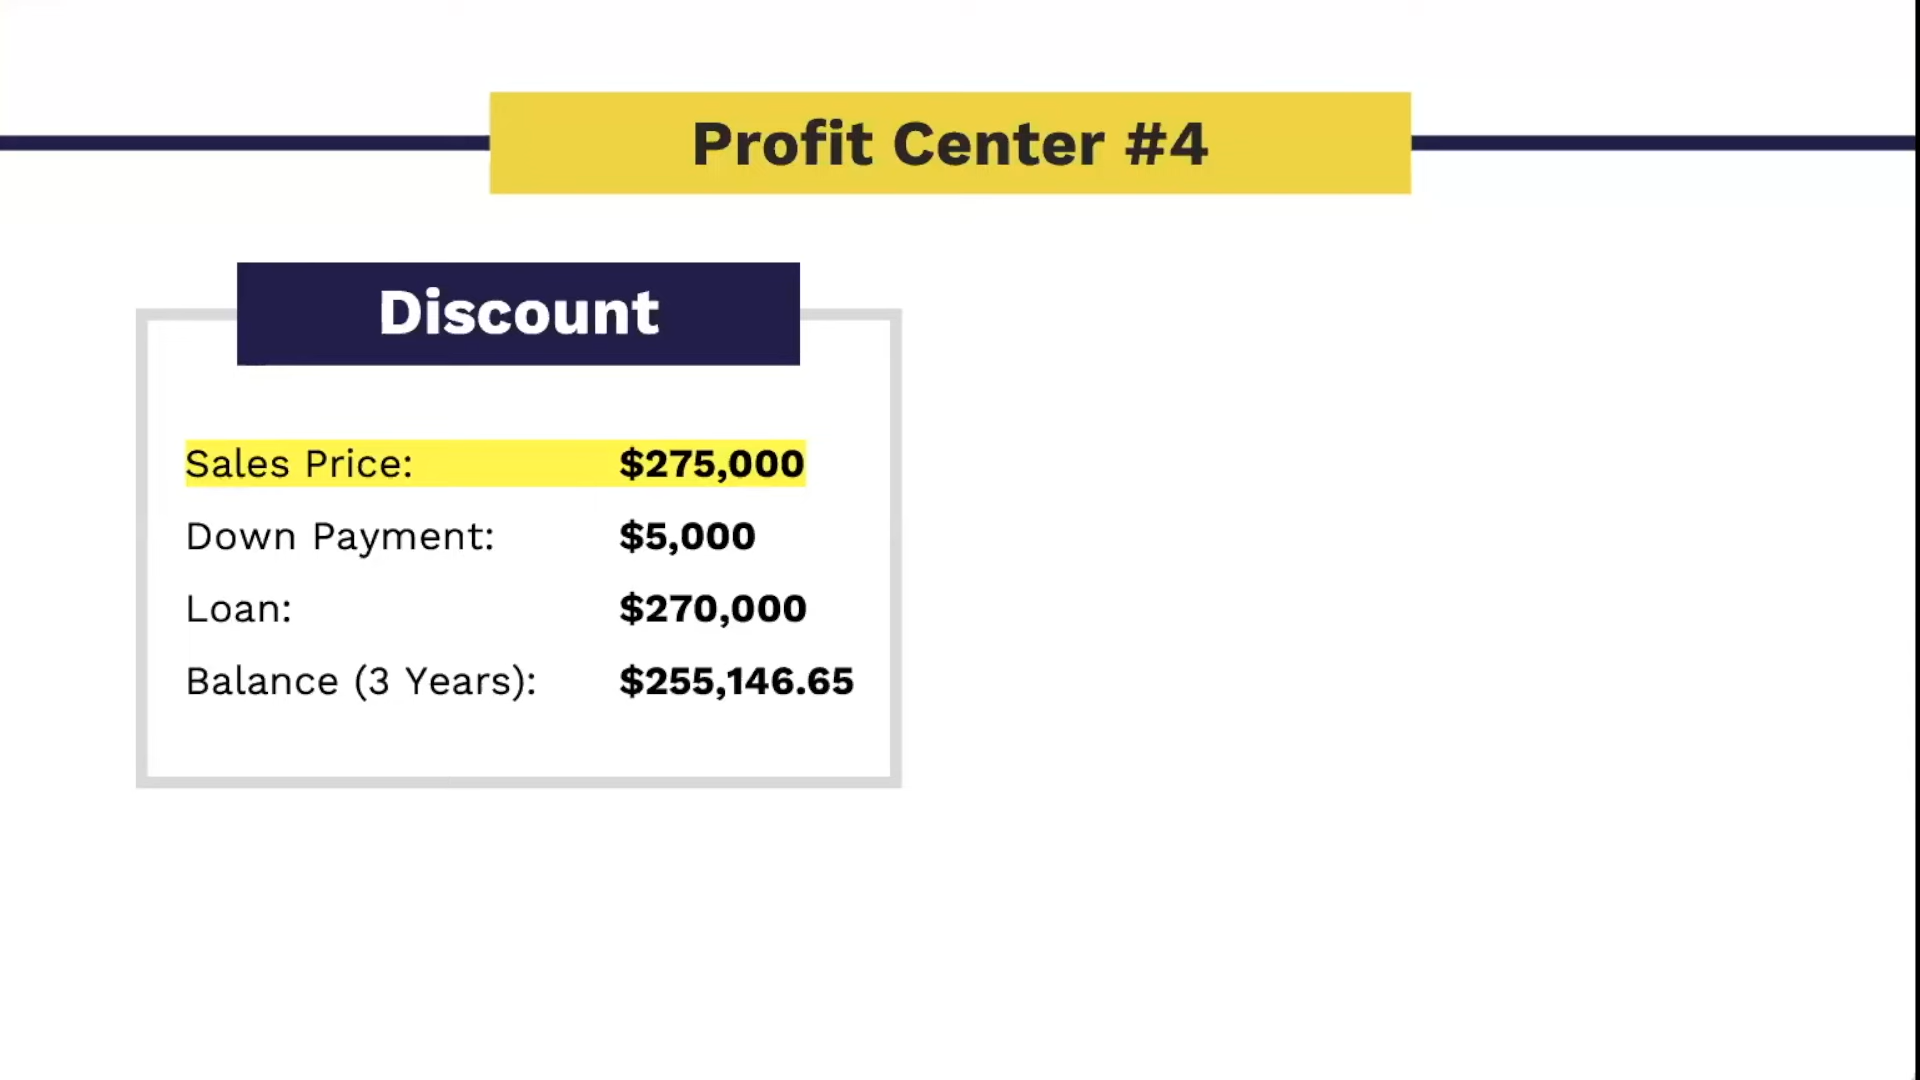 Profit Center #4
Discount
Sales Price: $275,000
Down Payment: $5,000
Loan: $270,000
Balance (3 Years): $255,146.65